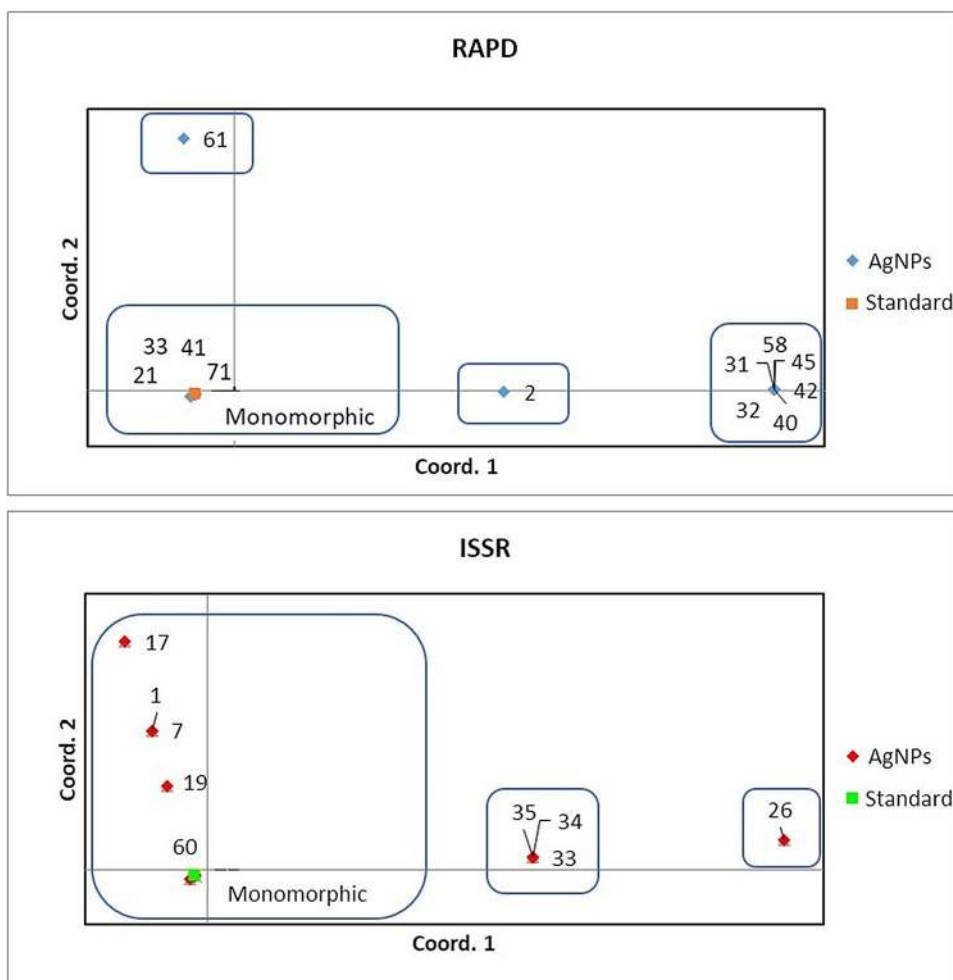 RAPD
61
Coord. 2
33 41
21 71
Monomorphic
2
58
31 45
42
32 40
AgNPs
Standard
Coord. 1
ISSR
17
1
7
19
60
Monomorphic
Coord. 2
35 34
33
26
AgNPs
Standard
Coord. 1